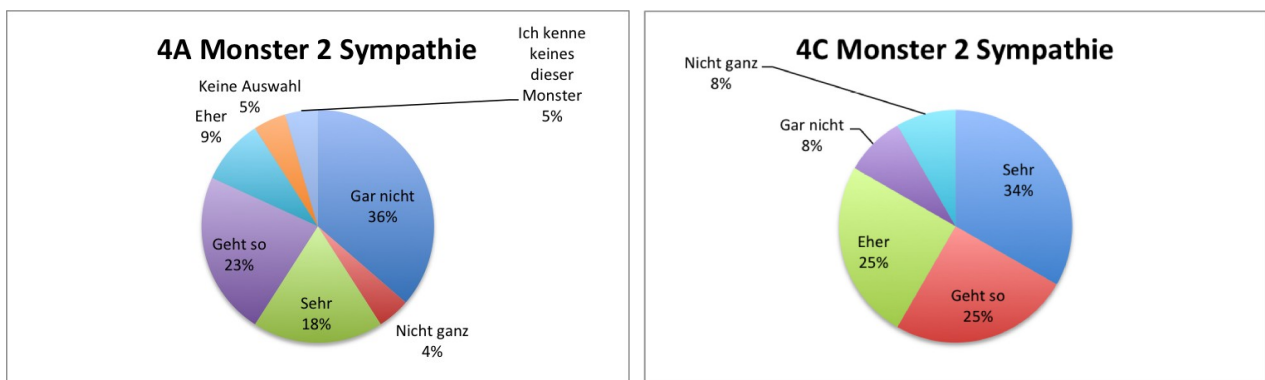 4A Monster 2 Sympathie
Ich kenne
keines
dieser
Monster
5%
Keine Auswahl
5%
Eher
9%
Gar nicht
36%
Geht so
23%
Sehr
18%
Nicht ganz
4%
4C Monster 2 Sympathie
Nicht ganz
8%
Gar nicht
8%
Sehr
34%
Eher
25%
Geht so
25%